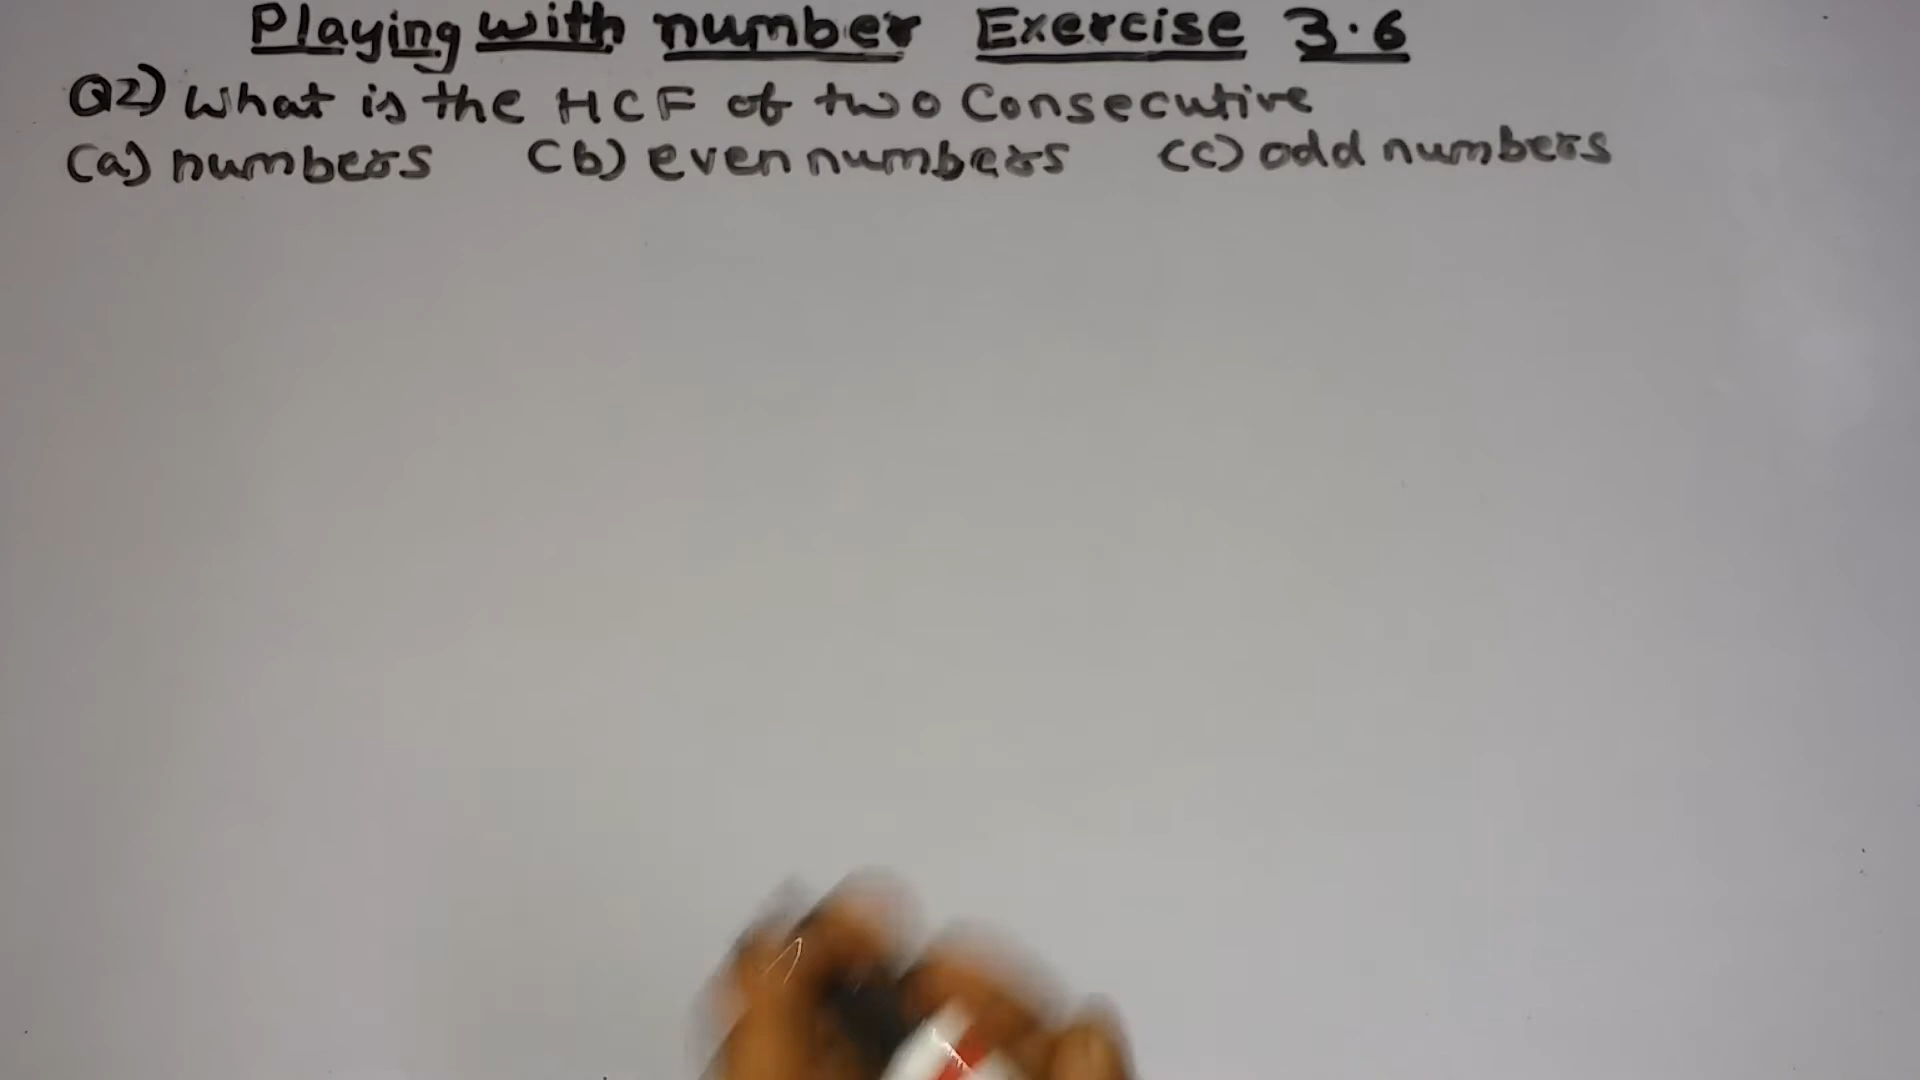 Playing with number Exercise 3.6
Q2) What is the HCF of two Consecutive
(a) numbers (b) even numbers (c) odd numbers